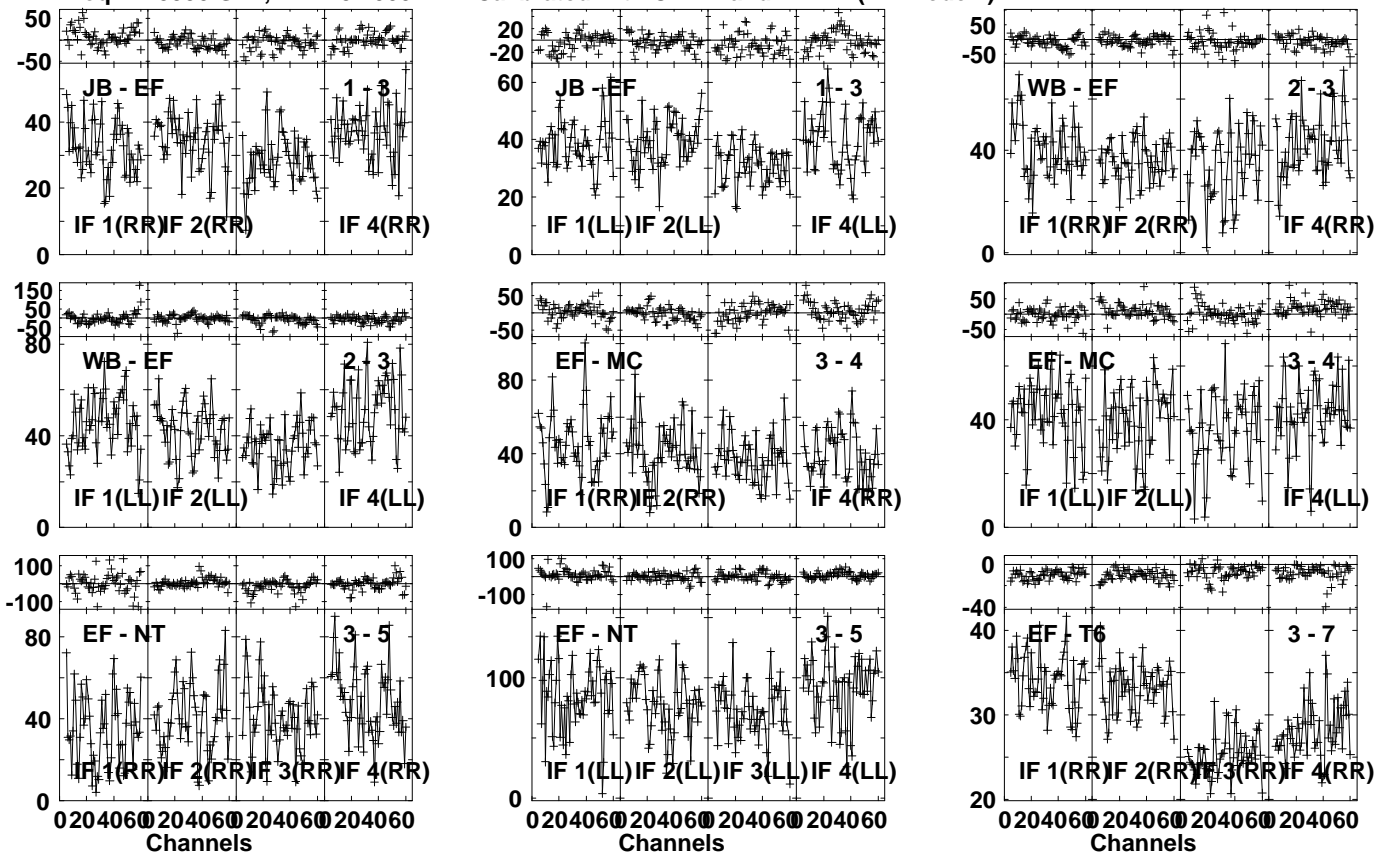 50
-50
JB - EF
1 - 3
40
20
0
IF 1(RR)
IF 2(RR)
IF 4(RR)
20
-20
JB - EF
1 - 3
60
40
20
0
IF 1(LL)
IF 2(LL)
IF 4(LL)
50
-50
WB - EF
2 - 3
40
0
IF 1(RR)
IF 2(RR)
IF 4(RR)
150
50
-50
WB - EF
2 - 3
80
40
0
IF 1(LL)
IF 2(LL)
IF 4(LL)
50
-50
EF - MC
3 - 4
80
40
0
IF 1(RR)
IF 2(RR)
IF 4(RR)
50
-50
EF - MC
3 - 4
40
0
IF 1(LL)
IF 2(LL)
IF 4(LL)
100
-100
EF - NT
3 - 5
80
40
0
IF 1(RR)
IF 2(RR)
IF 3(RR)
IF 4(RR)
0204060 0204060 0204060 0204060
Channels
100
-100
EF - NT
3 - 5
100
0
IF 1(LL)
IF 2(LL)
IF 3(LL)
IF 4(LL)
0204060 0204060 0204060 0204060
Channels
0
-40
EF - T6
3 - 7
40
30
20
IF 1(RR)
IF 2(RR)
IF 3(RR)
IF 4(RR)
0204060 0204060 0204060 0204060
Channels